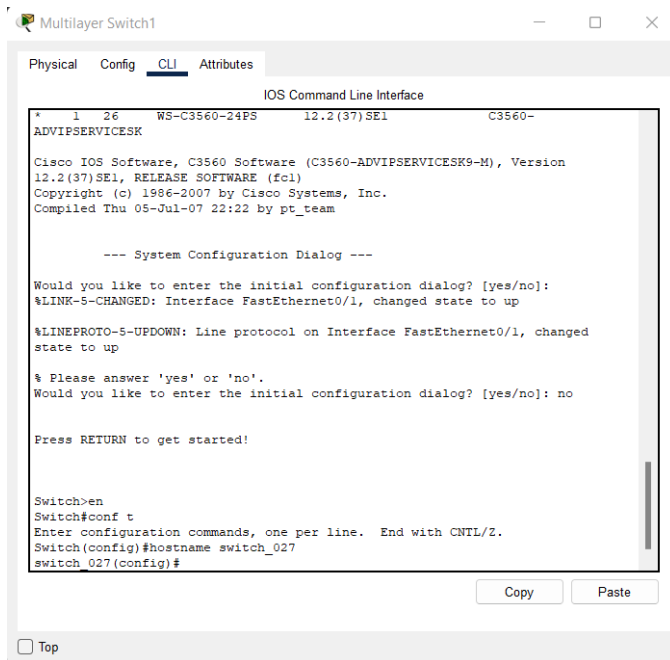 Multilayer Switch1
Physical Config CLI Attributes
IOS Command Line Interface
* 1 26 WS-C3560-24PS 12.2(37)SE1 C3560-
ADVIPSERVICESK
Cisco IOS Software, C3560 Software (C3560-ADVIPSERVICESK9-M), Version
12.2(37)SE1, RELEASE SOFTWARE (fc1)
Copyright (c) 1986-2007 by Cisco Systems, Inc.
Compiled Thu 05-Jul-07 22:22 by pt_team
--- System Configuration Dialog ---
Would you like to enter the initial configuration dialog? [yes/no]:
%LINK-5-CHANGED: Interface FastEthernet0/1, changed state to up
%LINEPROTO-5-UPDOWN: Line protocol on Interface FastEthernet0/1, changed
state to up
% Please answer 'yes' or 'no'.
Would you like to enter the initial configuration dialog? [yes/no]: no
Press RETURN to get started!
Switch>en
Switch#conf t
Enter configuration commands, one per line. End with CNTL/Z.
Switch(config)#hostname switch_027
switch_027(config)#
Copy Paste
Top